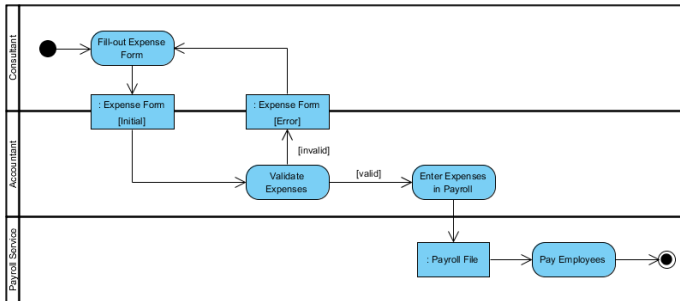 Consultant
Fill-out Expense
Form
: Expense Form
[Initial]
: Expense Form
[Error]
Accountant
[invalid]
Validate
Expenses
[valid]
Enter Expenses
in Payroll
Payroll Service
: Payroll File
Pay Employees